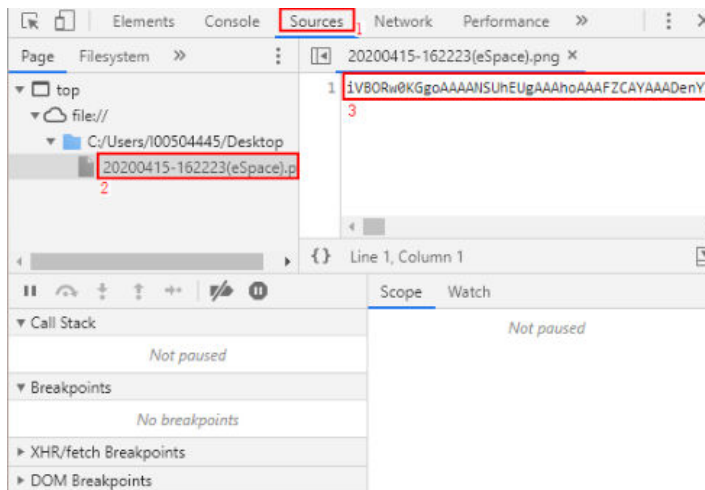 Elements Console Sources Network Performance »
1
Page Filesystem »
20200415-162223(eSpace).png ×
top
file://
C:/Users/l00504445/Desktop
20200415-162223(eSpace).p
2
1 iVBORw0KGgoAAAANSUhEUgAAAhoAAAFZCAYAAADenY
3
{} Line 1, Column 1
Scope Watch
Call Stack
Not paused
Not paused
Breakpoints
No breakpoints
XHR/fetch Breakpoints
DOM Breakpoints